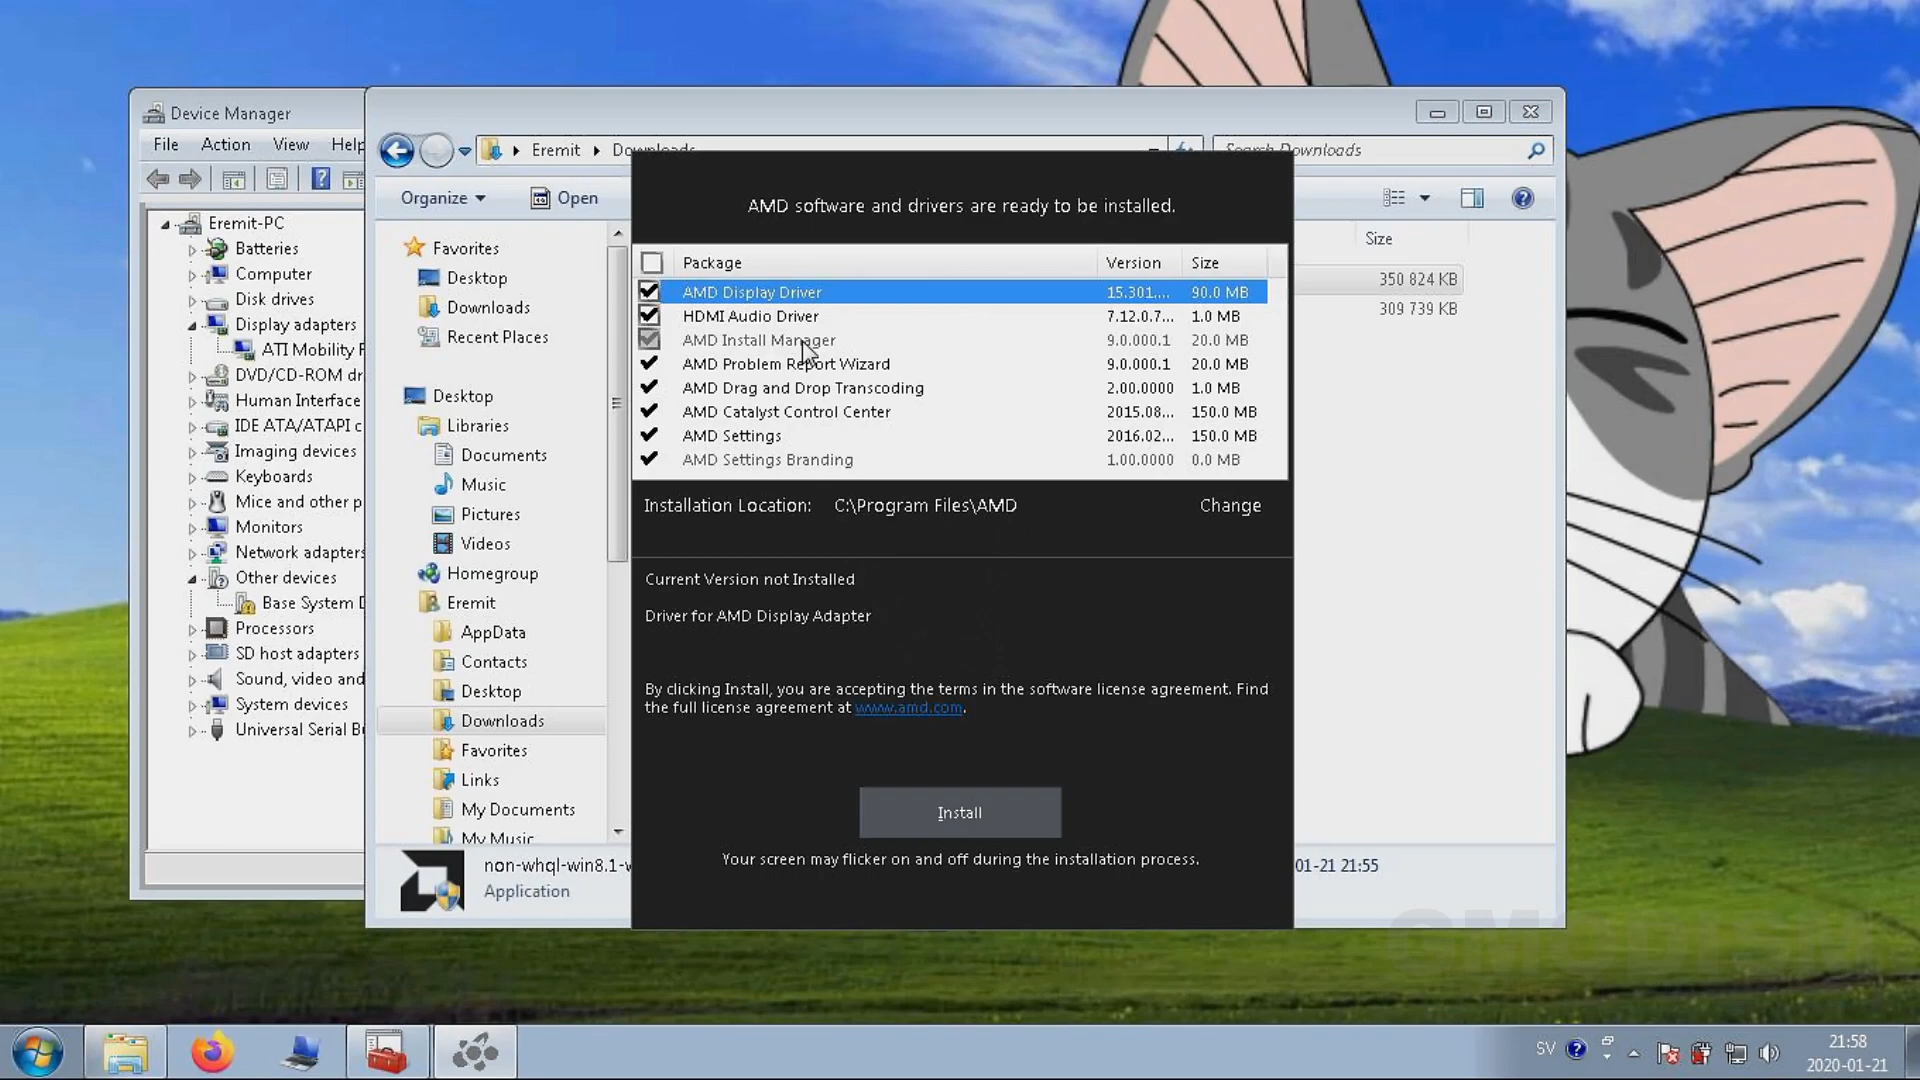 Device Manager
File Action View Help
Eremit-PC
Batteries
Computer
Disk drives
Display adapters
ATI Mobility
DVD/CD-ROM
Human Interface
IDE ATA/ATAPI
Imaging devices
Keyboards
Mice and other
Monitors
Network adapters
Other devices
Base System
Processors
SD host adapters
Sound, video and
System devices
Universal Serial
Eremit
Downloads
Search Downloads
Organize
Open
Size
350 824 KB
309 739 KB
Favorites
Desktop
Downloads
Recent Places
Desktop
Libraries
Documents
Music
Pictures
Videos
Homegroup
Eremit
AppData
Contacts
Desktop
Downloads
Favorites
Links
My Documents
My Music
non-whql-win8.1-
Application
01-21 21:55
AMD software and drivers are ready to be installed.
Package Version Size
AMD Display Driver 15.301.... 90.0 MB
HDMI Audio Driver 7.12.0.7... 1.0 MB
AMD Install Manager 9.0.000.1 20.0 MB
AMD Problem Report Wizard 9.0.000.1 20.0 MB
AMD Drag and Drop Transcoding 2.00.0000 1.0 MB
AMD Catalyst Control Center 2015.08... 150.0 MB
AMD Settings 2016.02... 150.0 MB
AMD Settings Branding 1.00.0000 0.0 MB
Installation Location: C:\Program Files\AMD Change
Current Version not Installed
Driver for AMD Display Adapter
By clicking Install, you are accepting the terms in the software license agreement. Find
the full license agreement at www.amd.com.
Install
Your screen may flicker on and off during the installation process.
SV
21:58
2020-01-21